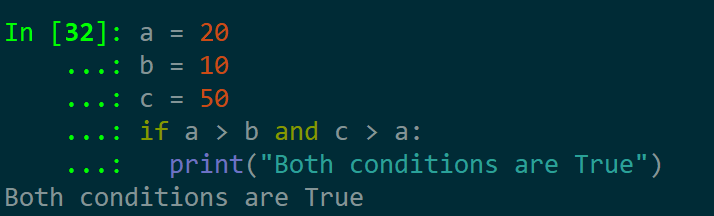 In [32]: a = 20
    ...: b = 10
    ...: c = 50
    ...: if a > b and c > a:
    ...:   print("Both conditions are True")
Both conditions are True